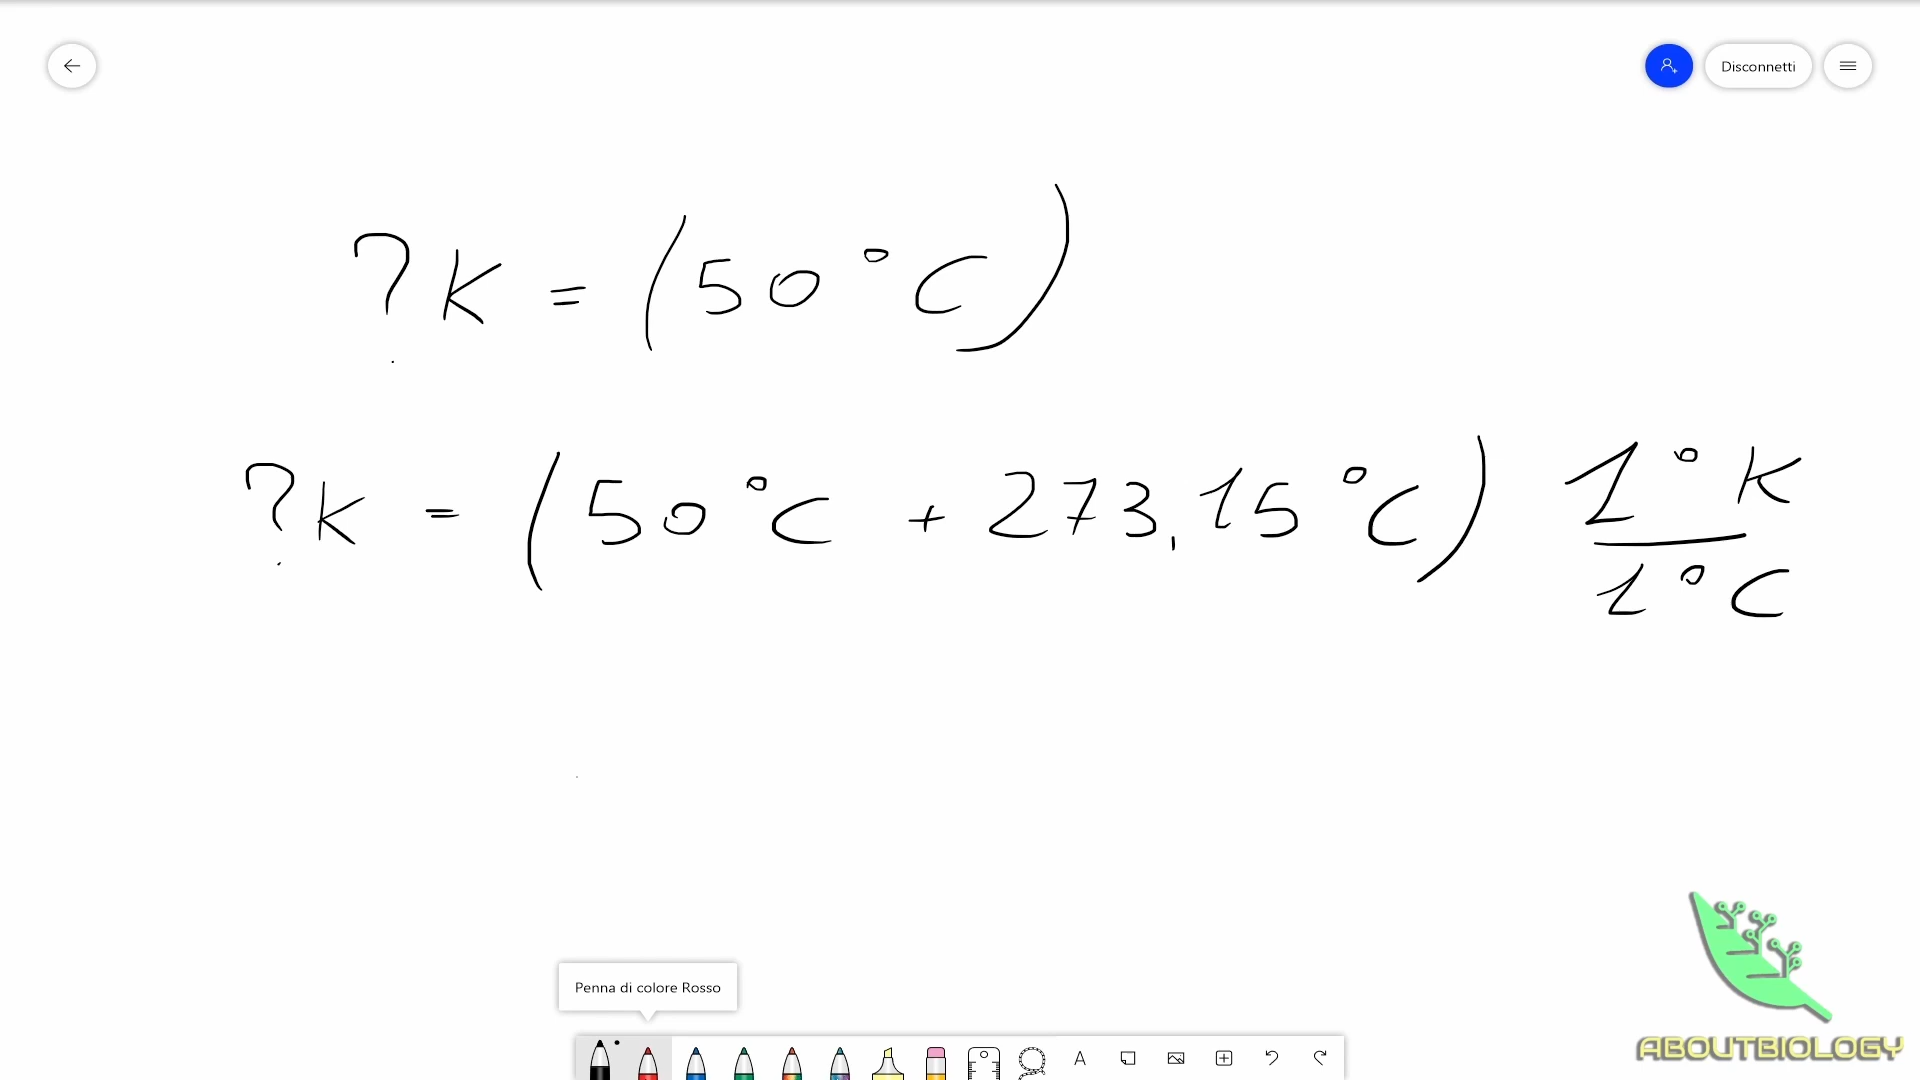 Disconnetti
? K = (50 °C)
? K = (50 °C + 273,15 °C) 1 °K
1 °C
Penna di colore Rosso
A
ABOUTBIOLOGY